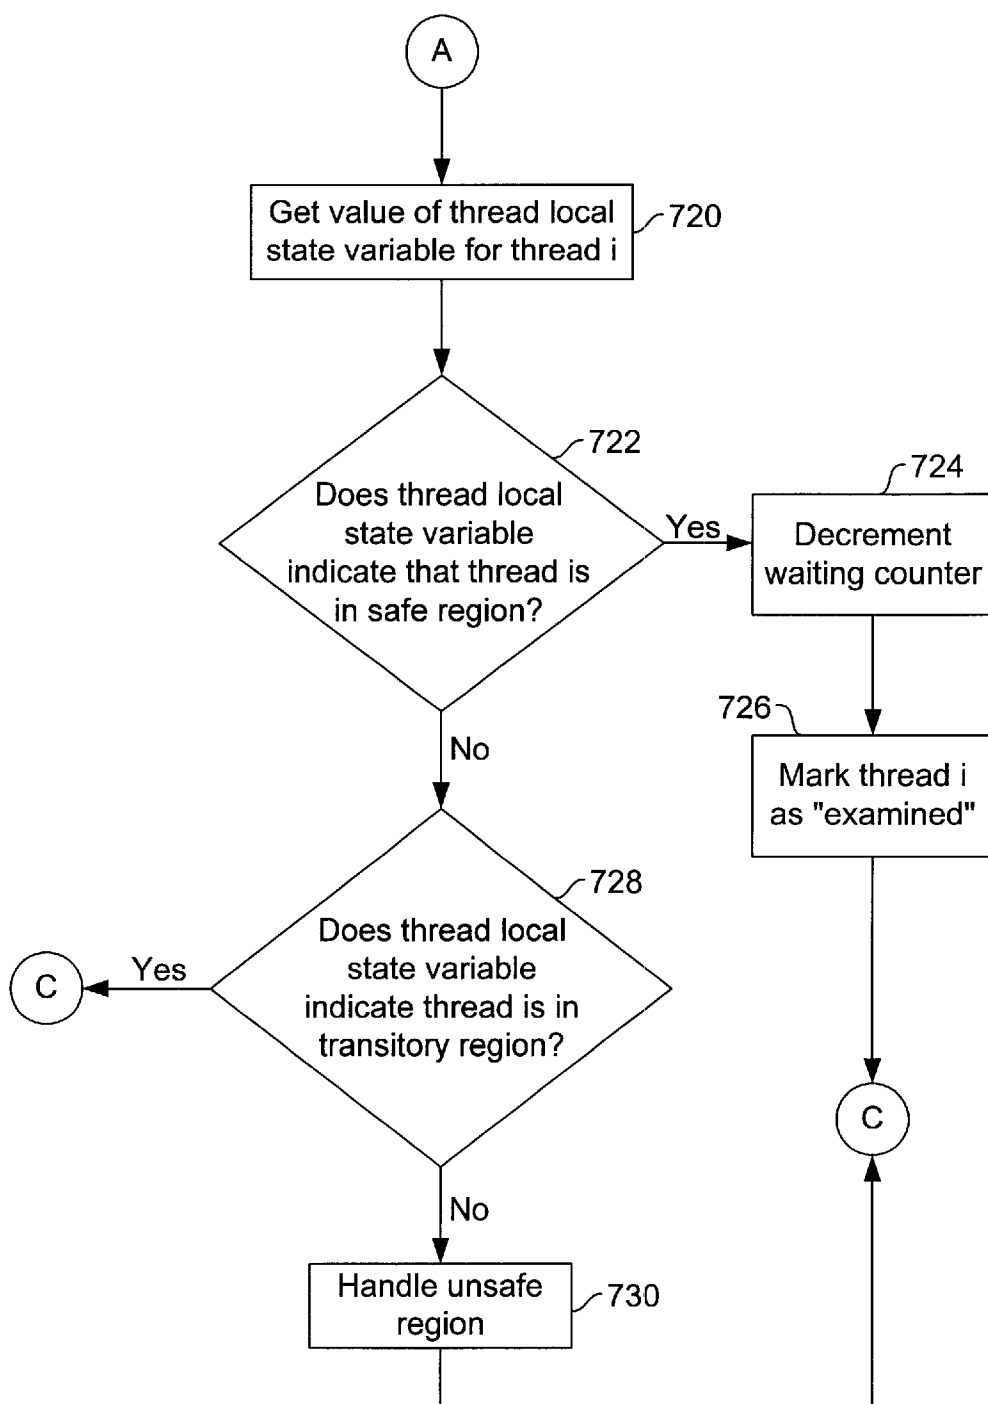 A
Get value of thread local
state variable for thread i
720
722
Does thread local
state variable
indicate that thread is
in safe region?
Yes
724
Decrement
waiting counter
726
Mark thread i
as "examined"
No
728
Does thread local
state variable
indicate thread is in
transitory region?
Yes
C
C
No
Handle unsafe
region
730